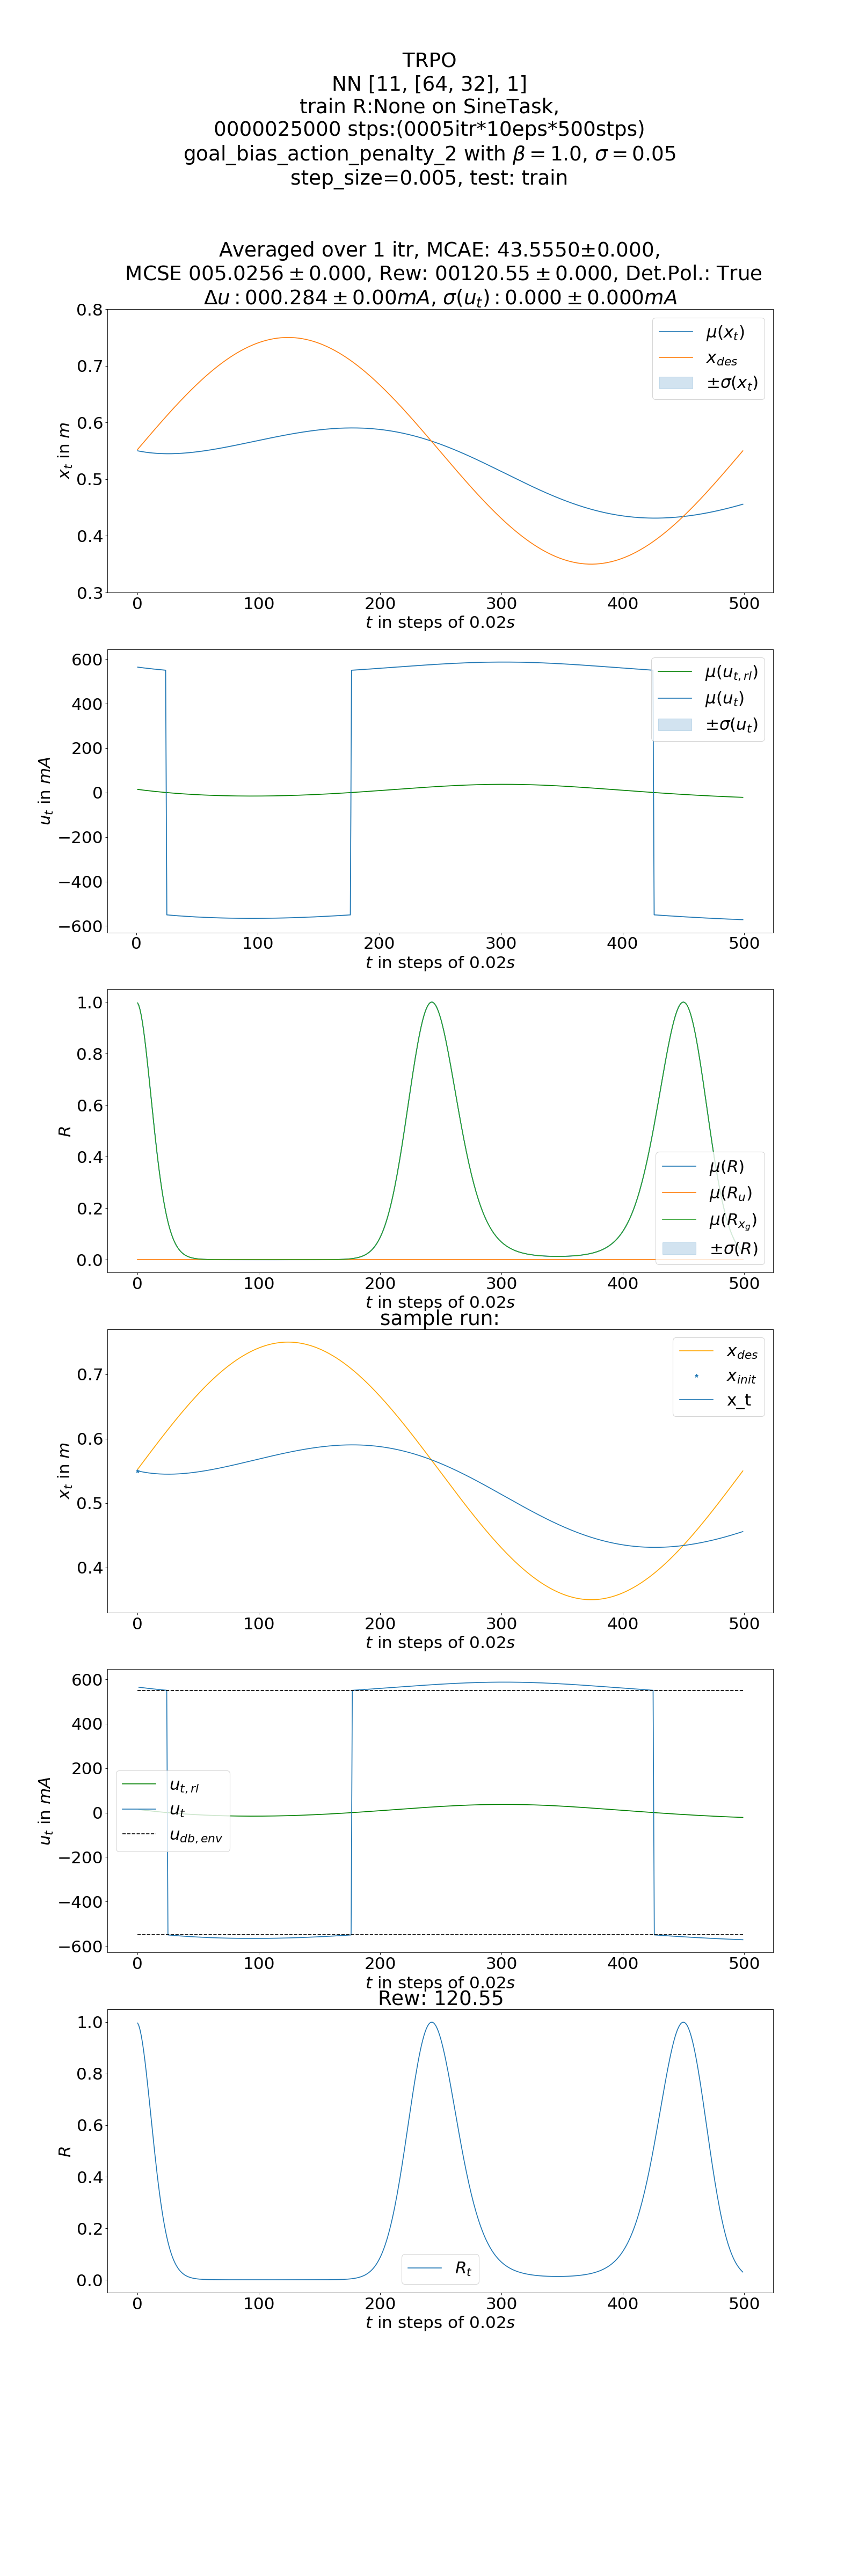 TRPO
NN [11, [64, 32], 1]
train R:None on SineTask,
0000025000 stps:(0005itr*10eps*500stps)
goal_bias_action_penalty_2 with β = 1.0, σ = 0.05
step_size=0.005, test: train
Averaged over 1 itr, MCAE: 43.5550±0.000,
MCSE 005.0256 ± 0.000, Rew: 00120.55 ± 0.000, Det.Pol.: True
Δu : 000.284 ± 0.00mA, σ(u_t) : 0.000 ± 0.000mA
0.8
0.7
0.6
0.5
0.4
0.3
x_t in m
μ(x_t)
x_des
±σ(x_t)
0 100 200 300 400 500
t in steps of 0.02s
600
400
200
0
−200
−400
−600
u_t in mA
μ(u_{t,rl})
μ(u_t)
±σ(u_t)
0 100 200 300 400 500
t in steps of 0.02s
1.0
0.8
0.6
0.4
0.2
0.0
R
μ(R)
μ(R_u)
μ(R_{x_g})
±σ(R)
0 100 200 300 400 500
t in steps of 0.02s
sample run:
0.7
0.6
0.5
0.4
x_t in m
x_des
x_init
x_t
0 100 200 300 400 500
t in steps of 0.02s
600
400
200
0
−200
−400
−600
u_t in mA
u_{t,rl}
u_t
u_{db,env}
0 100 200 300 400 500
t in steps of 0.02s
Rew: 120.55
1.0
0.8
0.6
0.4
0.2
0.0
R
R_t
0 100 200 300 400 500
t in steps of 0.02s